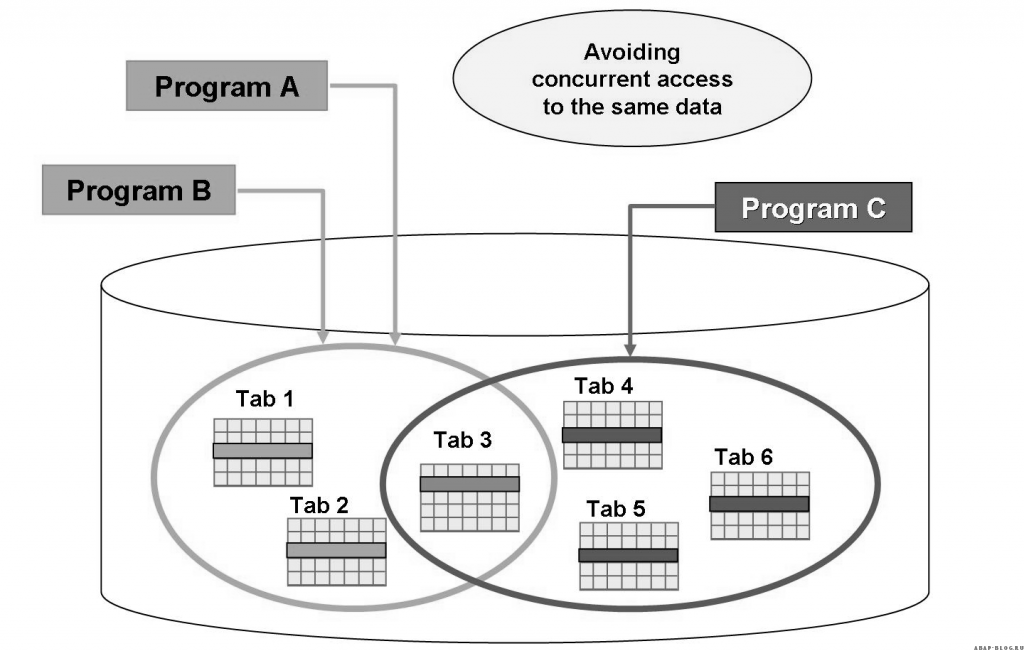 Avoiding
concurrent access
to the same data
Program A
Program B
Program C
Tab 1
Tab 2
Tab 3
Tab 4
Tab 5
Tab 6
ABAP-BLOG.RU